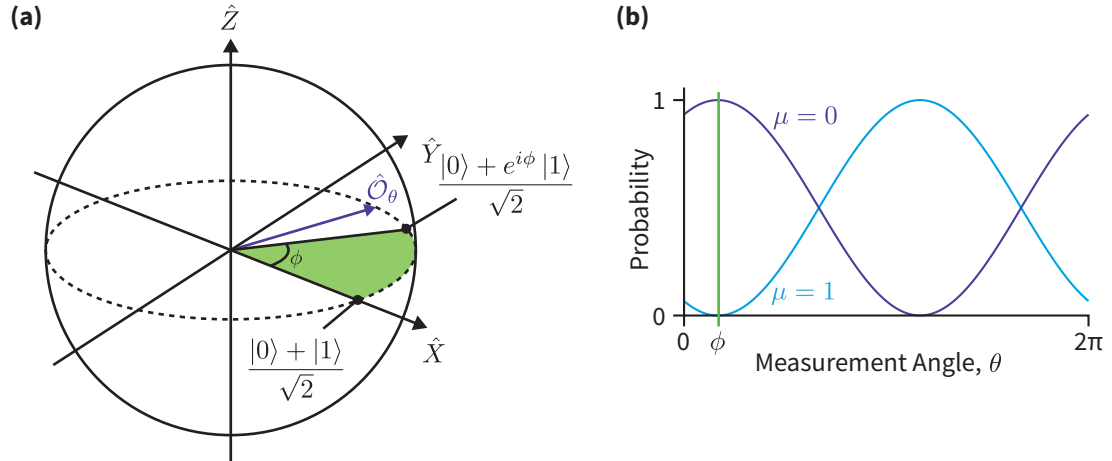 (a)
Ẑ
Ŷ
|0⟩ + e^{iϕ} |1⟩
√2
Ô_θ
ϕ
|0⟩ + |1⟩
√2
X̂
(b)
1
μ = 0
Probability
μ = 1
0
0
ϕ
2π
Measurement Angle, θ